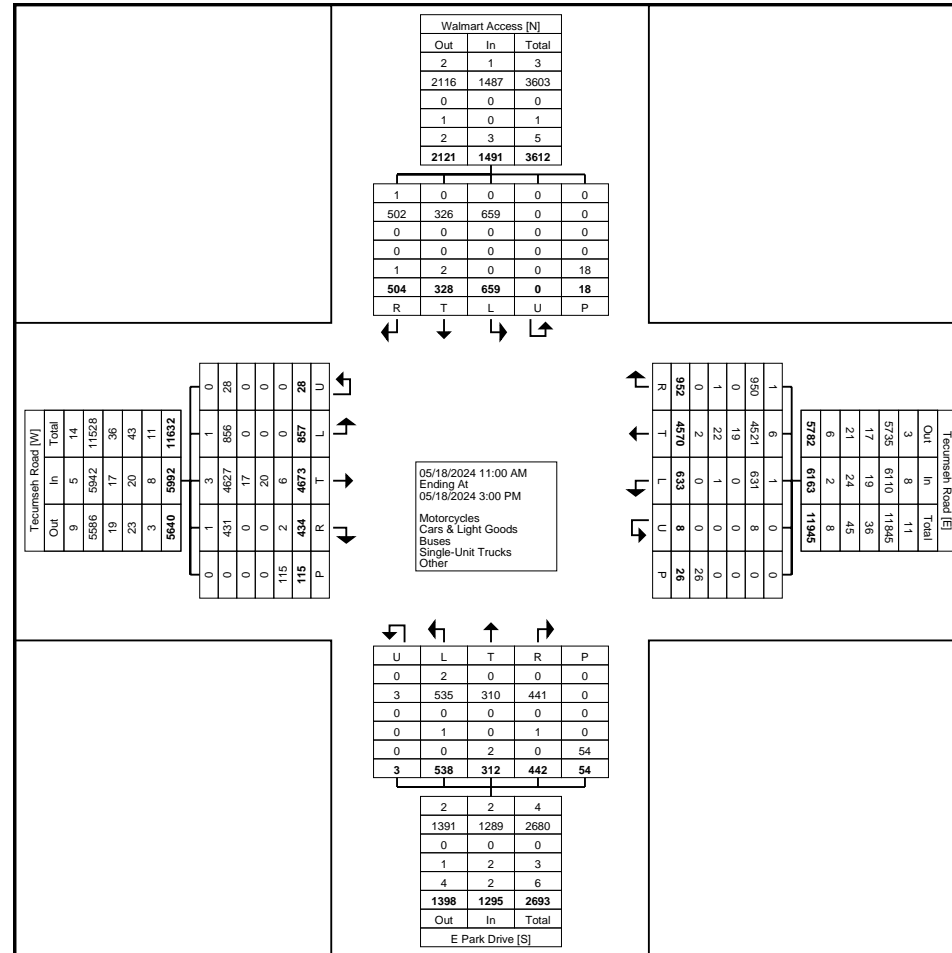 Walmart Access [N]
Out In Total
2 1 3
2116 1487 3603
0 0 0
1 0 1
2 3 5
2121 1491 3612
1 0 0 0 0
502 326 659 0 0
0 0 0 0 0
0 0 0 0 0
1 2 0 0 18
504 328 659 0 18
R T L U P
Tecumseh Road [W]
Total 14 11528 36 43 11 11632
In 5 5942 17 20 8 5992
Out 9 5586 19 23 3 5640
0 28 0 0 0 28 U
1 856 0 0 0 857 L
3 4627 17 20 6 4673 T
1 431 0 0 2 434 R
0 0 0 0 115 115 P
05/18/2024 11:00 AM
Ending At
05/18/2024 3:00 PM
Motorcycles
Cars & Light Goods
Buses
Single-Unit Trucks
Other
R 952 0 1 0 950 1
T 4570 2 22 19 4521 6
L 633 0 1 0 631 1
U 8 0 0 0 8 0
P 26 26 0 0 0 0
Tecumseh Road [E]
Out 3 5735 17 21 6 5782
In 8 6110 19 24 2 6163
Total 11 11845 36 45 8 11945
U L T R P
0 2 0 0 0
3 535 310 441 0
0 0 0 0 0
0 1 0 1 0
0 0 2 0 54
3 538 312 442 54
2 2 4
1391 1289 2680
0 0 0
1 2 3
4 2 6
1398 1295 2693
Out In Total
E Park Drive [S]